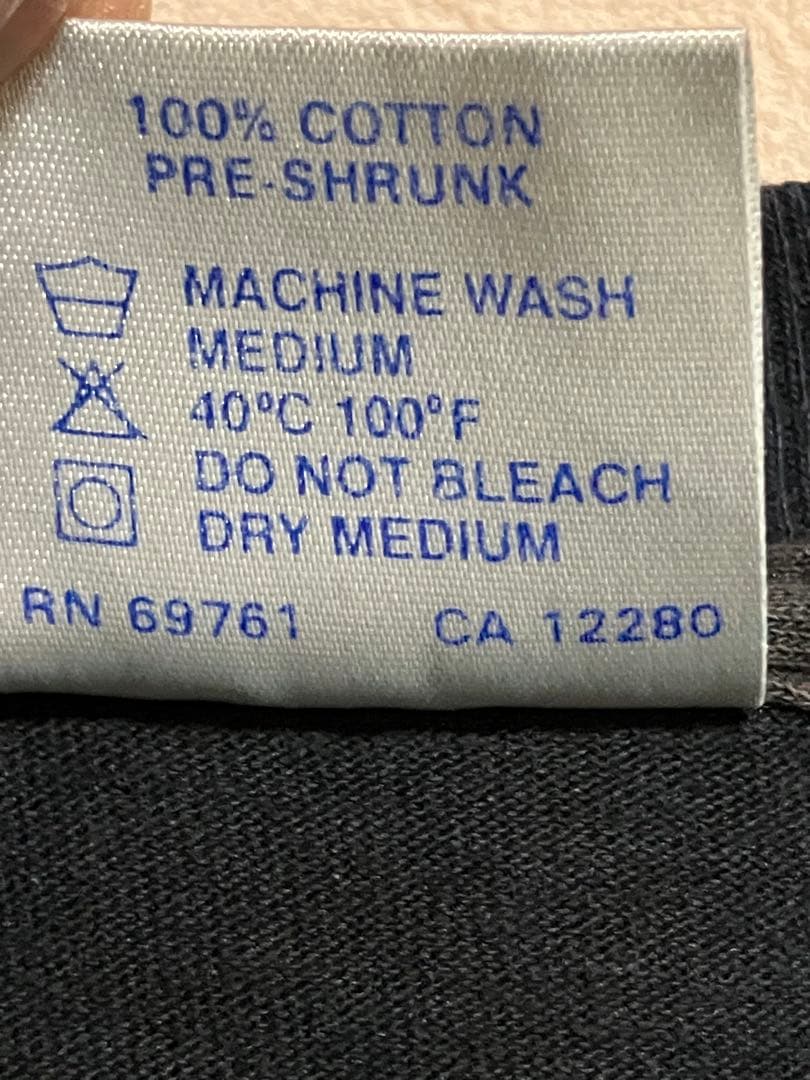 100% COTTON
PRE-SHRUNK
MACHINE WASH
MEDIUM
40°C 100°F
DO NOT BLEACH
DRY MEDIUM
RN 69761 CA 12280